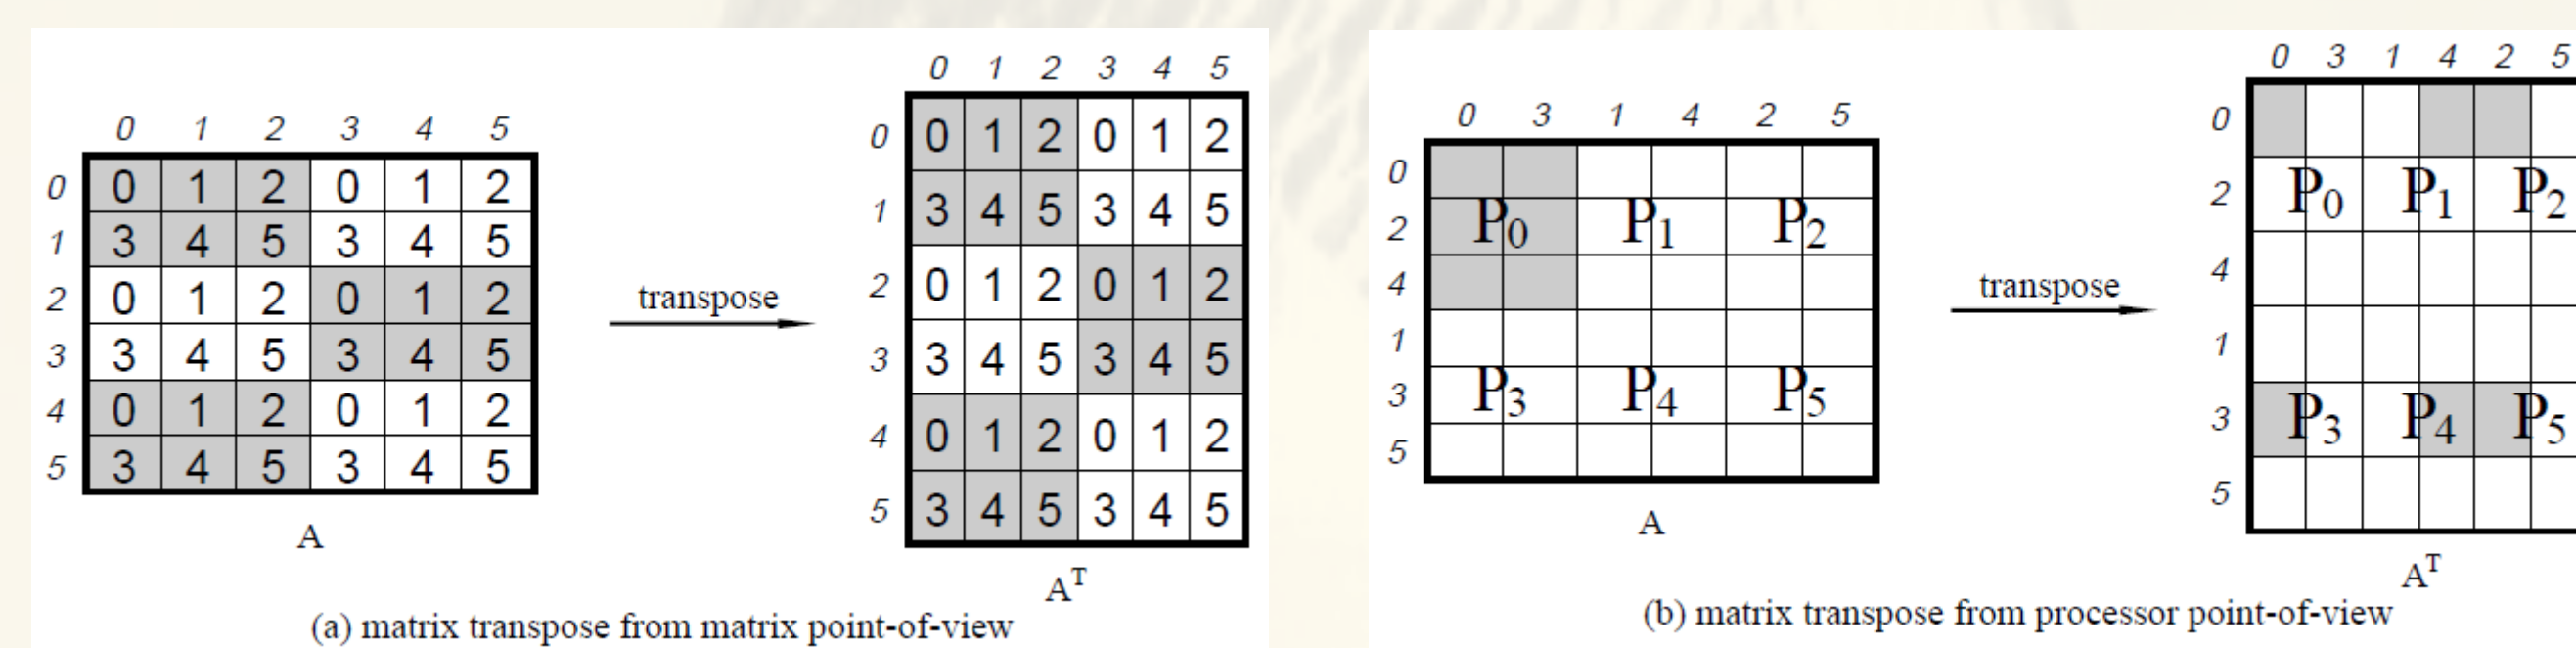 0 1 2 3 4 5
0 0 1 2 0 1 2
1 3 4 5 3 4 5
2 0 1 2 0 1 2
3 3 4 5 3 4 5
4 0 1 2 0 1 2
5 3 4 5 3 4 5
A
transpose
0 1 2 3 4 5
0 0 1 2 0 1 2
1 3 4 5 3 4 5
2 0 1 2 0 1 2
3 3 4 5 3 4 5
4 0 1 2 0 1 2
5 3 4 5 3 4 5
Aᵀ
(a) matrix transpose from matrix point-of-view
0 3 1 4 2 5
0
2 P₀ P₁ P₂
4
1
3 P₃ P₄ P₅
5
A
transpose
0 3 1 4 2 5
0
2 P₀ P₁ P₂
4
1
3 P₃ P₄ P₅
5
Aᵀ
(b) matrix transpose from processor point-of-view